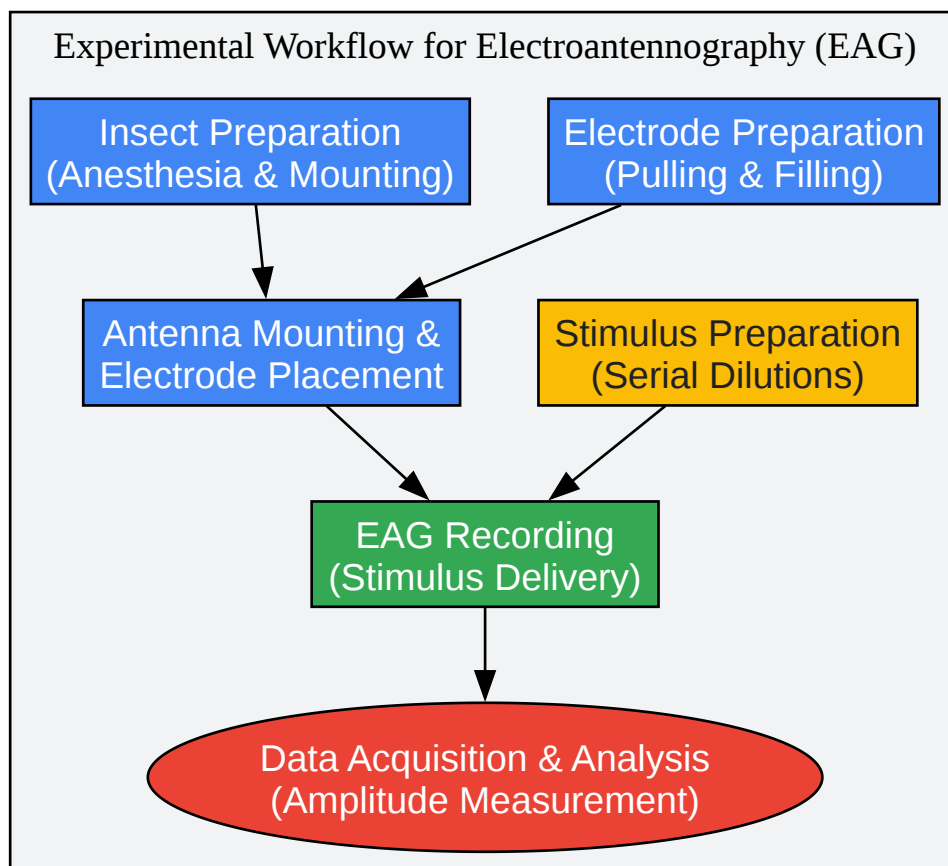 Experimental Workflow for Electroantennography (EAG)
Insect Preparation
(Anesthesia & Mounting)
Electrode Preparation
(Pulling & Filling)
Antenna Mounting &
Electrode Placement
Stimulus Preparation
(Serial Dilutions)
EAG Recording
(Stimulus Delivery)
Data Acquisition & Analysis
(Amplitude Measurement)